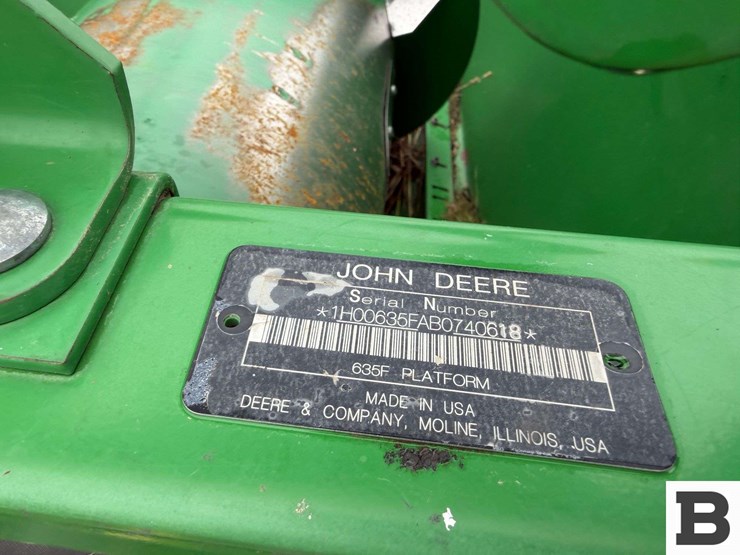 JOHN DEERE
Serial Number
*1H00635FAB0740618*
635F PLATFORM
MADE IN USA
DEERE & COMPANY, MOLINE, ILLINOIS, USA
B